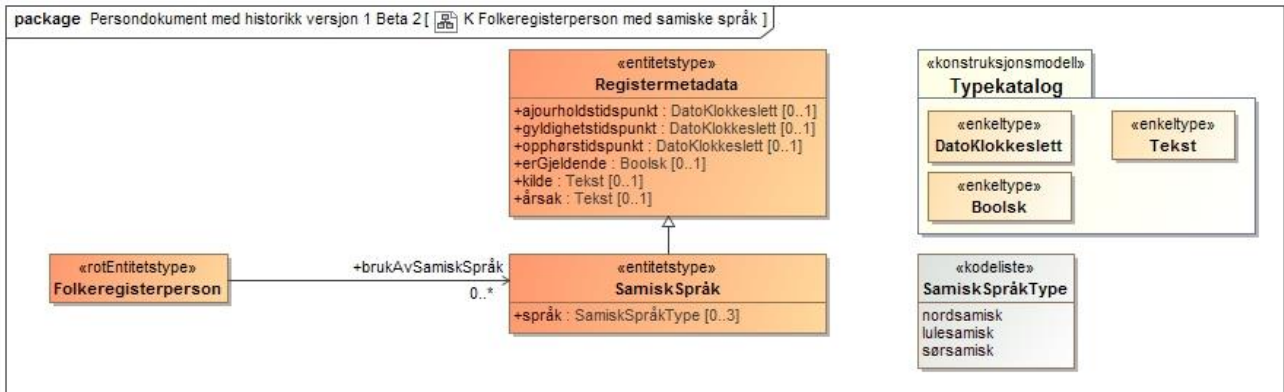 package Persondokument med historikk versjon 1 Beta 2 [ K Folkeregisterperson med samiske språk ]
«entitetstype»
Registermetadata
+ajourholdstidspunkt : DatoKlokkeslett [0..1]
+gyldighetstidspunkt : DatoKlokkeslett [0..1]
+opphørstidspunkt : DatoKlokkeslett [0..1]
+erGjeldende : Boolsk [0..1]
+kilde : Tekst [0..1]
+årsak : Tekst [0..1]
«konstruksjonsmodell»
Typekatalog
«enkeltype»
DatoKlokkeslett
«enkeltype»
Tekst
«enkeltype»
Boolsk
«rotEntitetstype»
Folkeregisterperson
+brukAvSamiskSpråk
0..*
«entitetstype»
SamiskSpråk
+språk : SamiskSpråkType [0..3]
«kodeliste»
SamiskSpråkType
nordsamisk
lulesamisk
sørsamisk